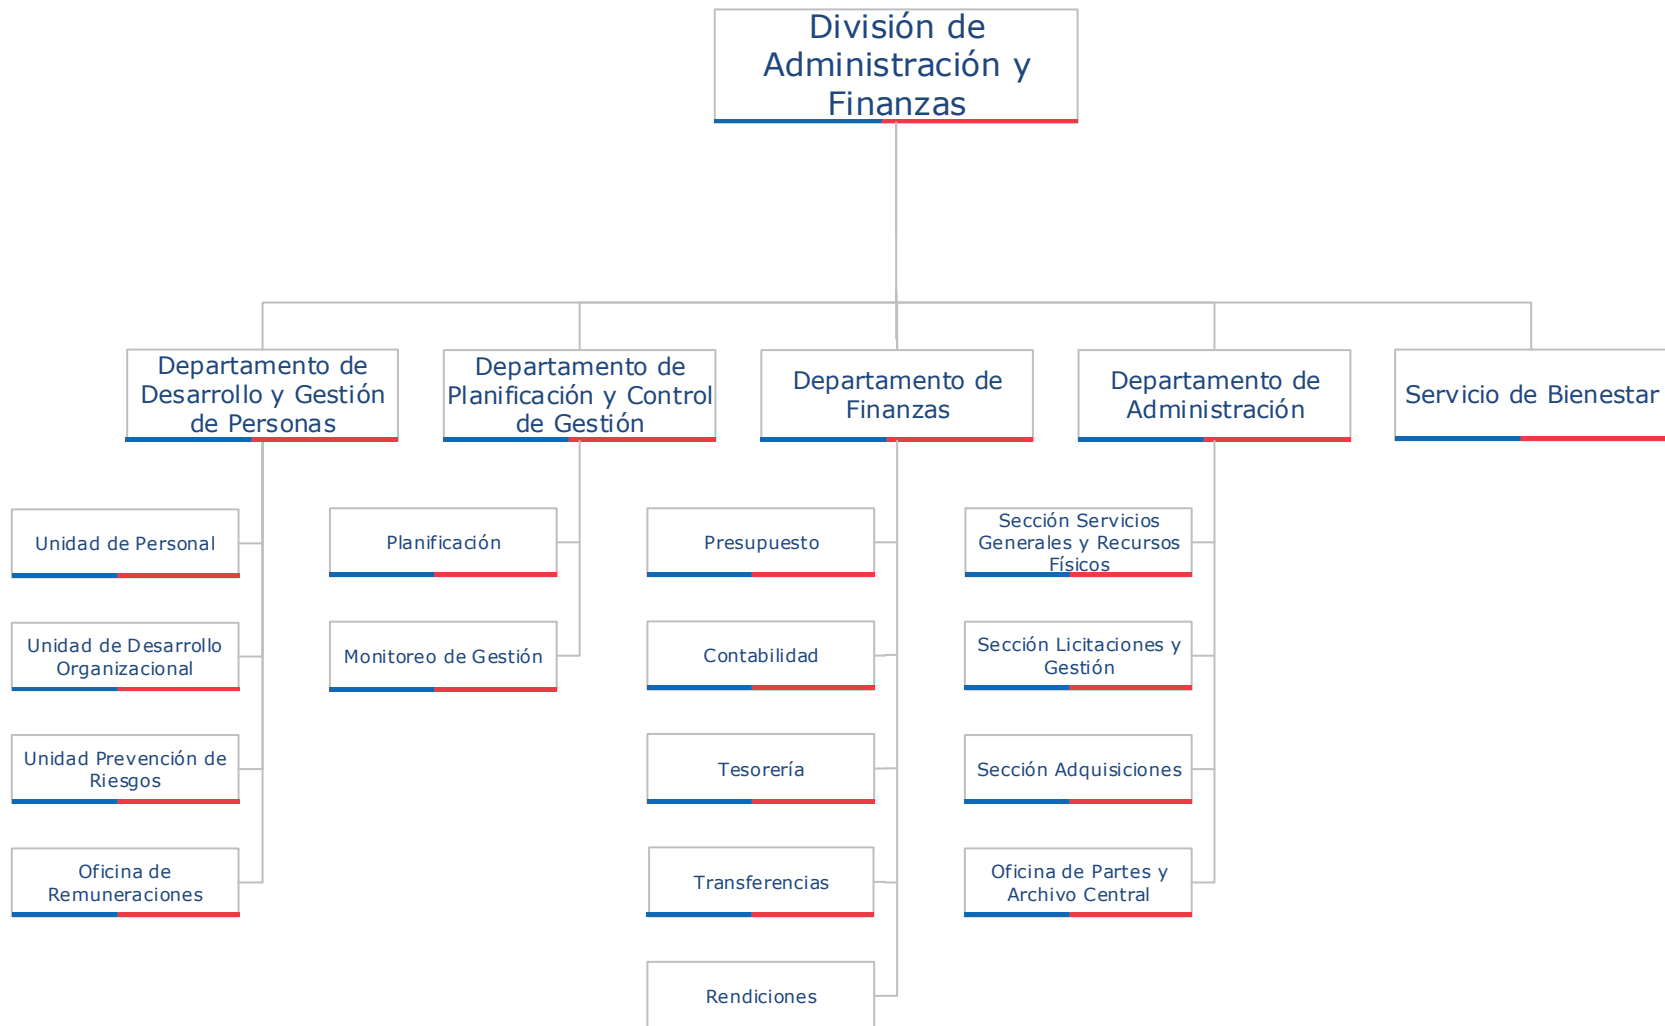 División de
Administración y
Finanzas
Departamento de
Desarrollo y Gestión
de Personas
Departamento de
Planificación y Control
de Gestión
Departamento de
Finanzas
Departamento de
Administración
Servicio de Bienestar
Unidad de Personal
Unidad de Desarrollo
Organizacional
Unidad Prevención de
Riesgos
Oficina de
Remuneraciones
Planificación
Monitoreo de Gestión
Presupuesto
Contabilidad
Tesorería
Transferencias
Rendiciones
Sección Servicios
Generales y Recursos
Físicos
Sección Licitaciones y
Gestión
Sección Adquisiciones
Oficina de Partes y
Archivo Central